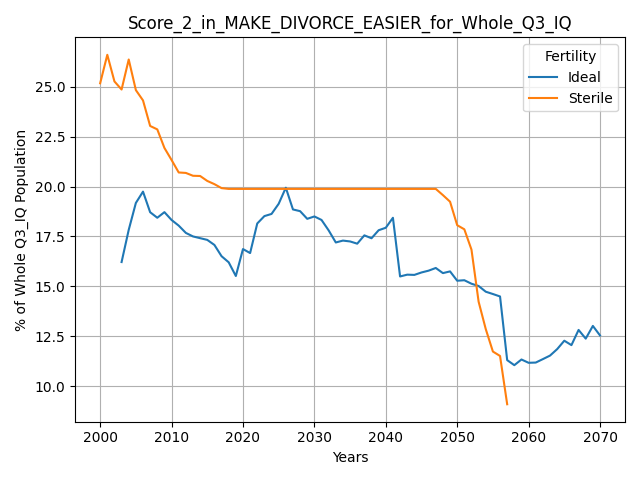 Score_2_in_MAKE_DIVORCE_EASIER_for_Whole_Q3_IQ
Fertility
Ideal
Sterile
% of Whole Q3_IQ Population
25.0
22.5
20.0
17.5
15.0
12.5
10.0
2000 2010 2020 2030 2040 2050 2060 2070
Years